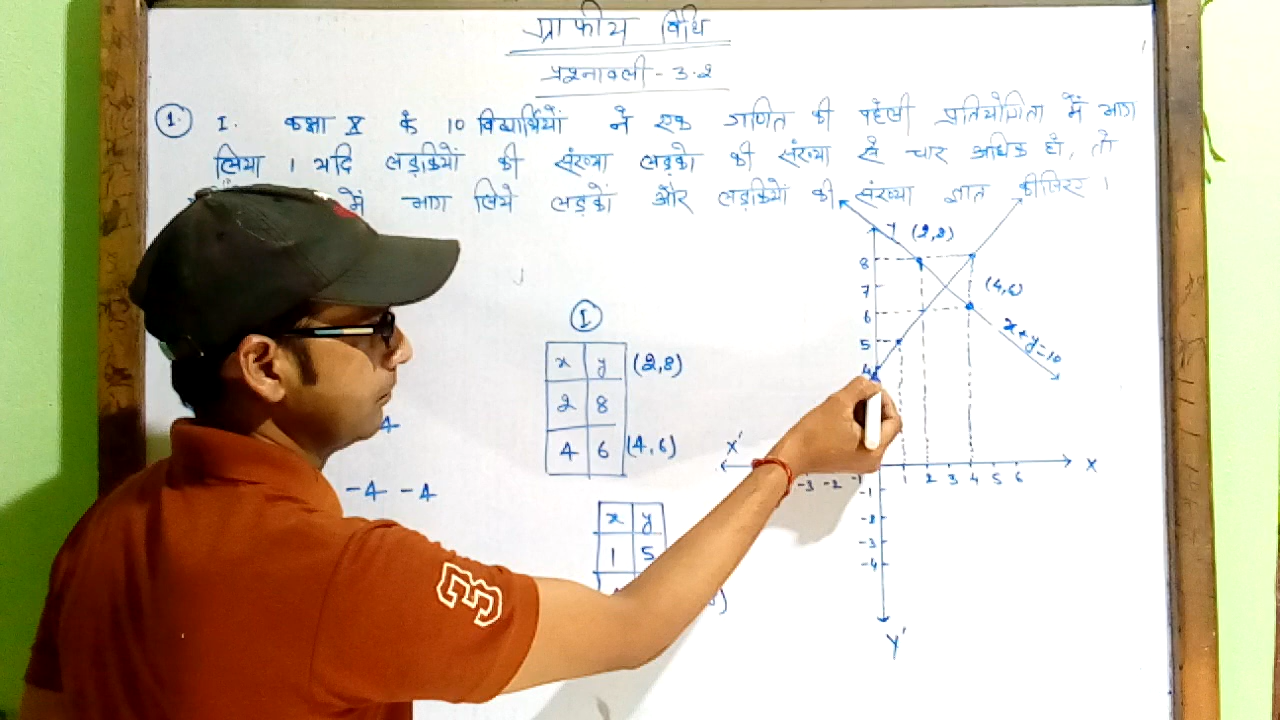 ग्राफीय विधि
प्रश्नावली - 3.2
1. I. कक्षा X के 10 विद्यार्थियों ने एक गणित की पहेली प्रतियोगिता में भाग
लिया । यदि लड़कियों की संख्या लड़को की संख्या से चार अधिक हो, तो
में भाग लिये लड़कों और लड़कियों की संख्या ज्ञात कीजिए ।
I
x y (2,8)
2 8
4 6 (4,6)
x y
1 5
-4 -4
y (2,8)
8
7 (4,6)
6
x+y=10
5
4
X' -3 -2 -1 1 2 3 4 5 6 X
-1
-2
-3
-4
Y'
3